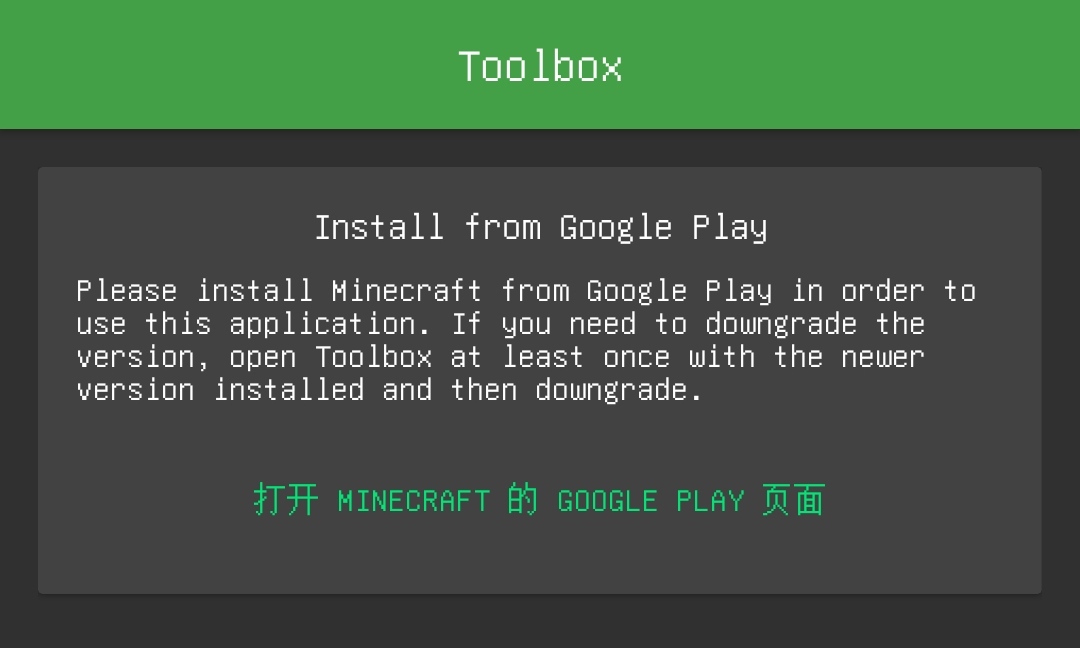 Toolbox
Install from Google Play
Please install Minecraft from Google Play in order to
use this application. If you need to downgrade the
version, open Toolbox at least once with the newer
version installed and then downgrade.
打开 MINECRAFT 的 GOOGLE PLAY 页面